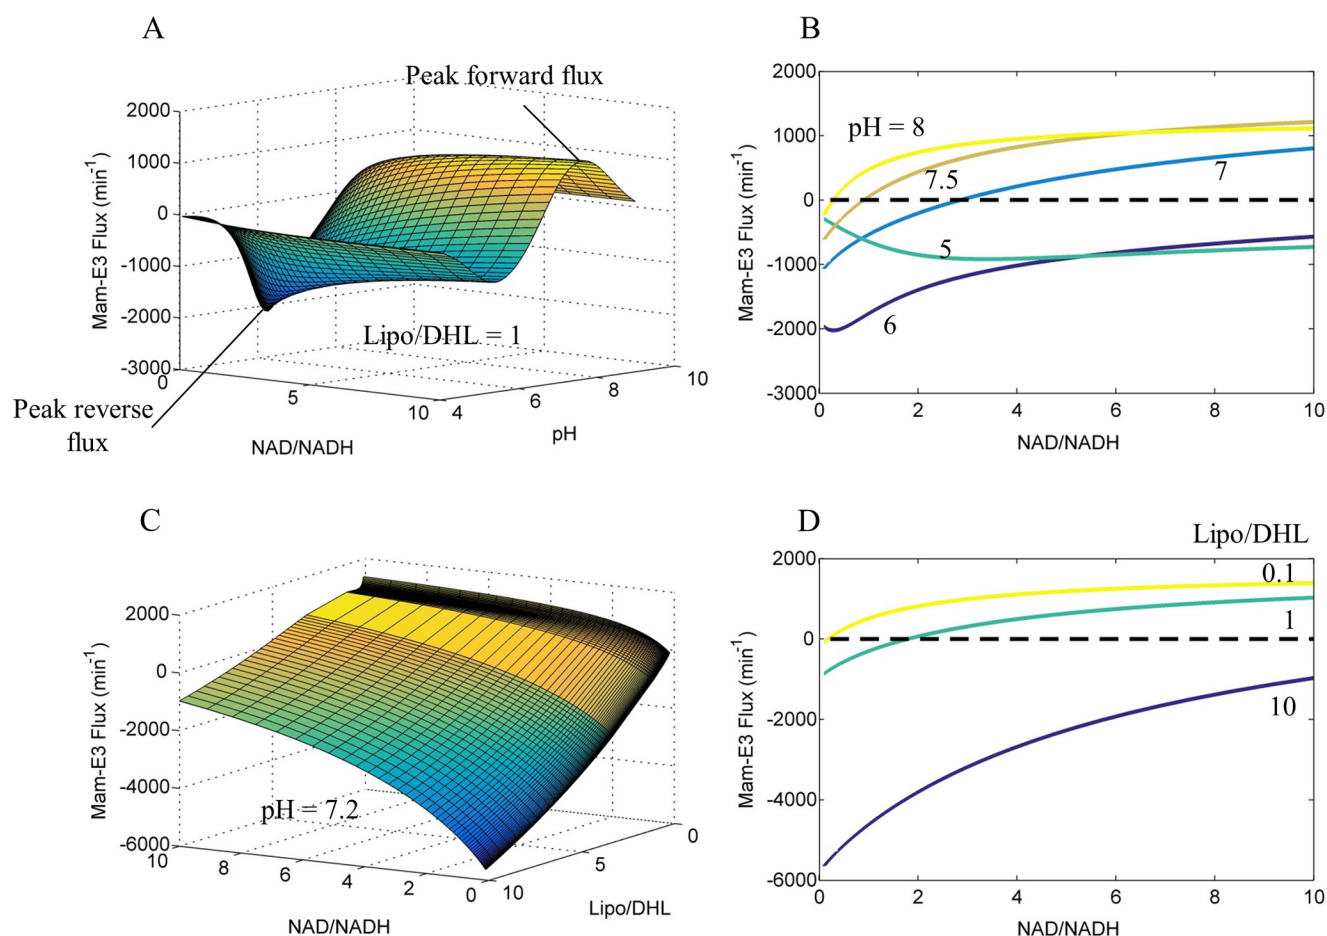 A
Peak forward flux
2000
1000
0
-1000
-2000
-3000
Mam-E3 Flux (min-1)
Lipo/DHL = 1
0
5
10
4
6
8
10
NAD/NADH
pH
Peak reverse
flux
B
2000
1000
0
-1000
-2000
-3000
Mam-E3 Flux (min-1)
pH = 8
7.5
7
5
6
0
2
4
6
8
10
NAD/NADH
C
2000
0
-2000
-4000
-6000
Mam-E3 Flux (min-1)
pH = 7.2
10
8
6
4
2
0
10
5
0
NAD/NADH
Lipo/DHL
D
Lipo/DHL
2000
0
-2000
-4000
-6000
Mam-E3 Flux (min-1)
0.1
1
10
0
2
4
6
8
10
NAD/NADH